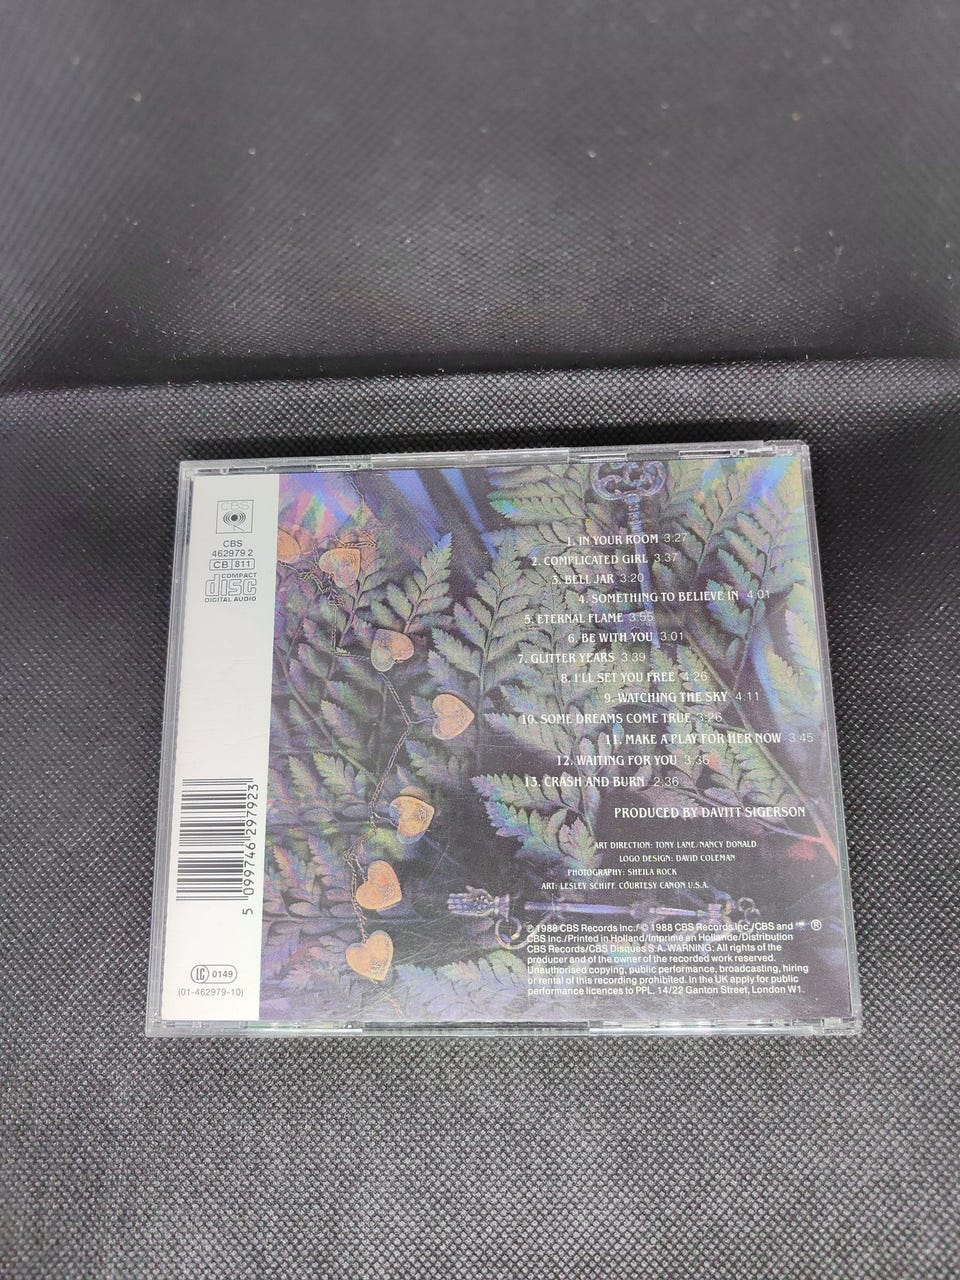 CBS
CBS
462979 2
CB 811
COMPACT
disc
DIGITAL AUDIO
1. IN YOUR ROOM 3:27
2. COMPLICATED GIRL 3:37
3. BELL JAR 3:20
4. SOMETHING TO BELIEVE IN 4:01
5. ETERNAL FLAME 3:55
6. BE WITH YOU 3:01
7. GLITTER YEARS 3:39
8. I'LL SET YOU FREE 4:26
9. WATCHING THE SKY 4:11
10. SOME DREAMS COME TRUE 3:26
11. MAKE A PLAY FOR HER NOW 3:45
12. WAITING FOR YOU 3:36
13. CRASH AND BURN 2:36
PRODUCED BY DAVITT SIGERSON
ART DIRECTION: TONY LANE/NANCY DONALD
LOGO DESIGN: DAVID COLEMAN
PHOTOGRAPHY: SHEILA ROCK
ART: LESLEY SCHIFF, COURTESY CANON U.S.A.
℗ 1988 CBS Records Inc./ © 1988 CBS Records Inc./CBS and ™ ®
CBS Inc./Printed in Holland/Imprimé en Hollande/Distribution
CBS Records/CBS Disques S.A. WARNING: All rights of the
producer and of the owner of the recorded work reserved.
Unauthorised copying, public performance, broadcasting, hiring
or rental of this recording prohibited. In the UK apply for public
performance licences to PPL, 14/22 Ganton Street, London W1.
5 099746 297923
LC 0149
(01-462979-10)